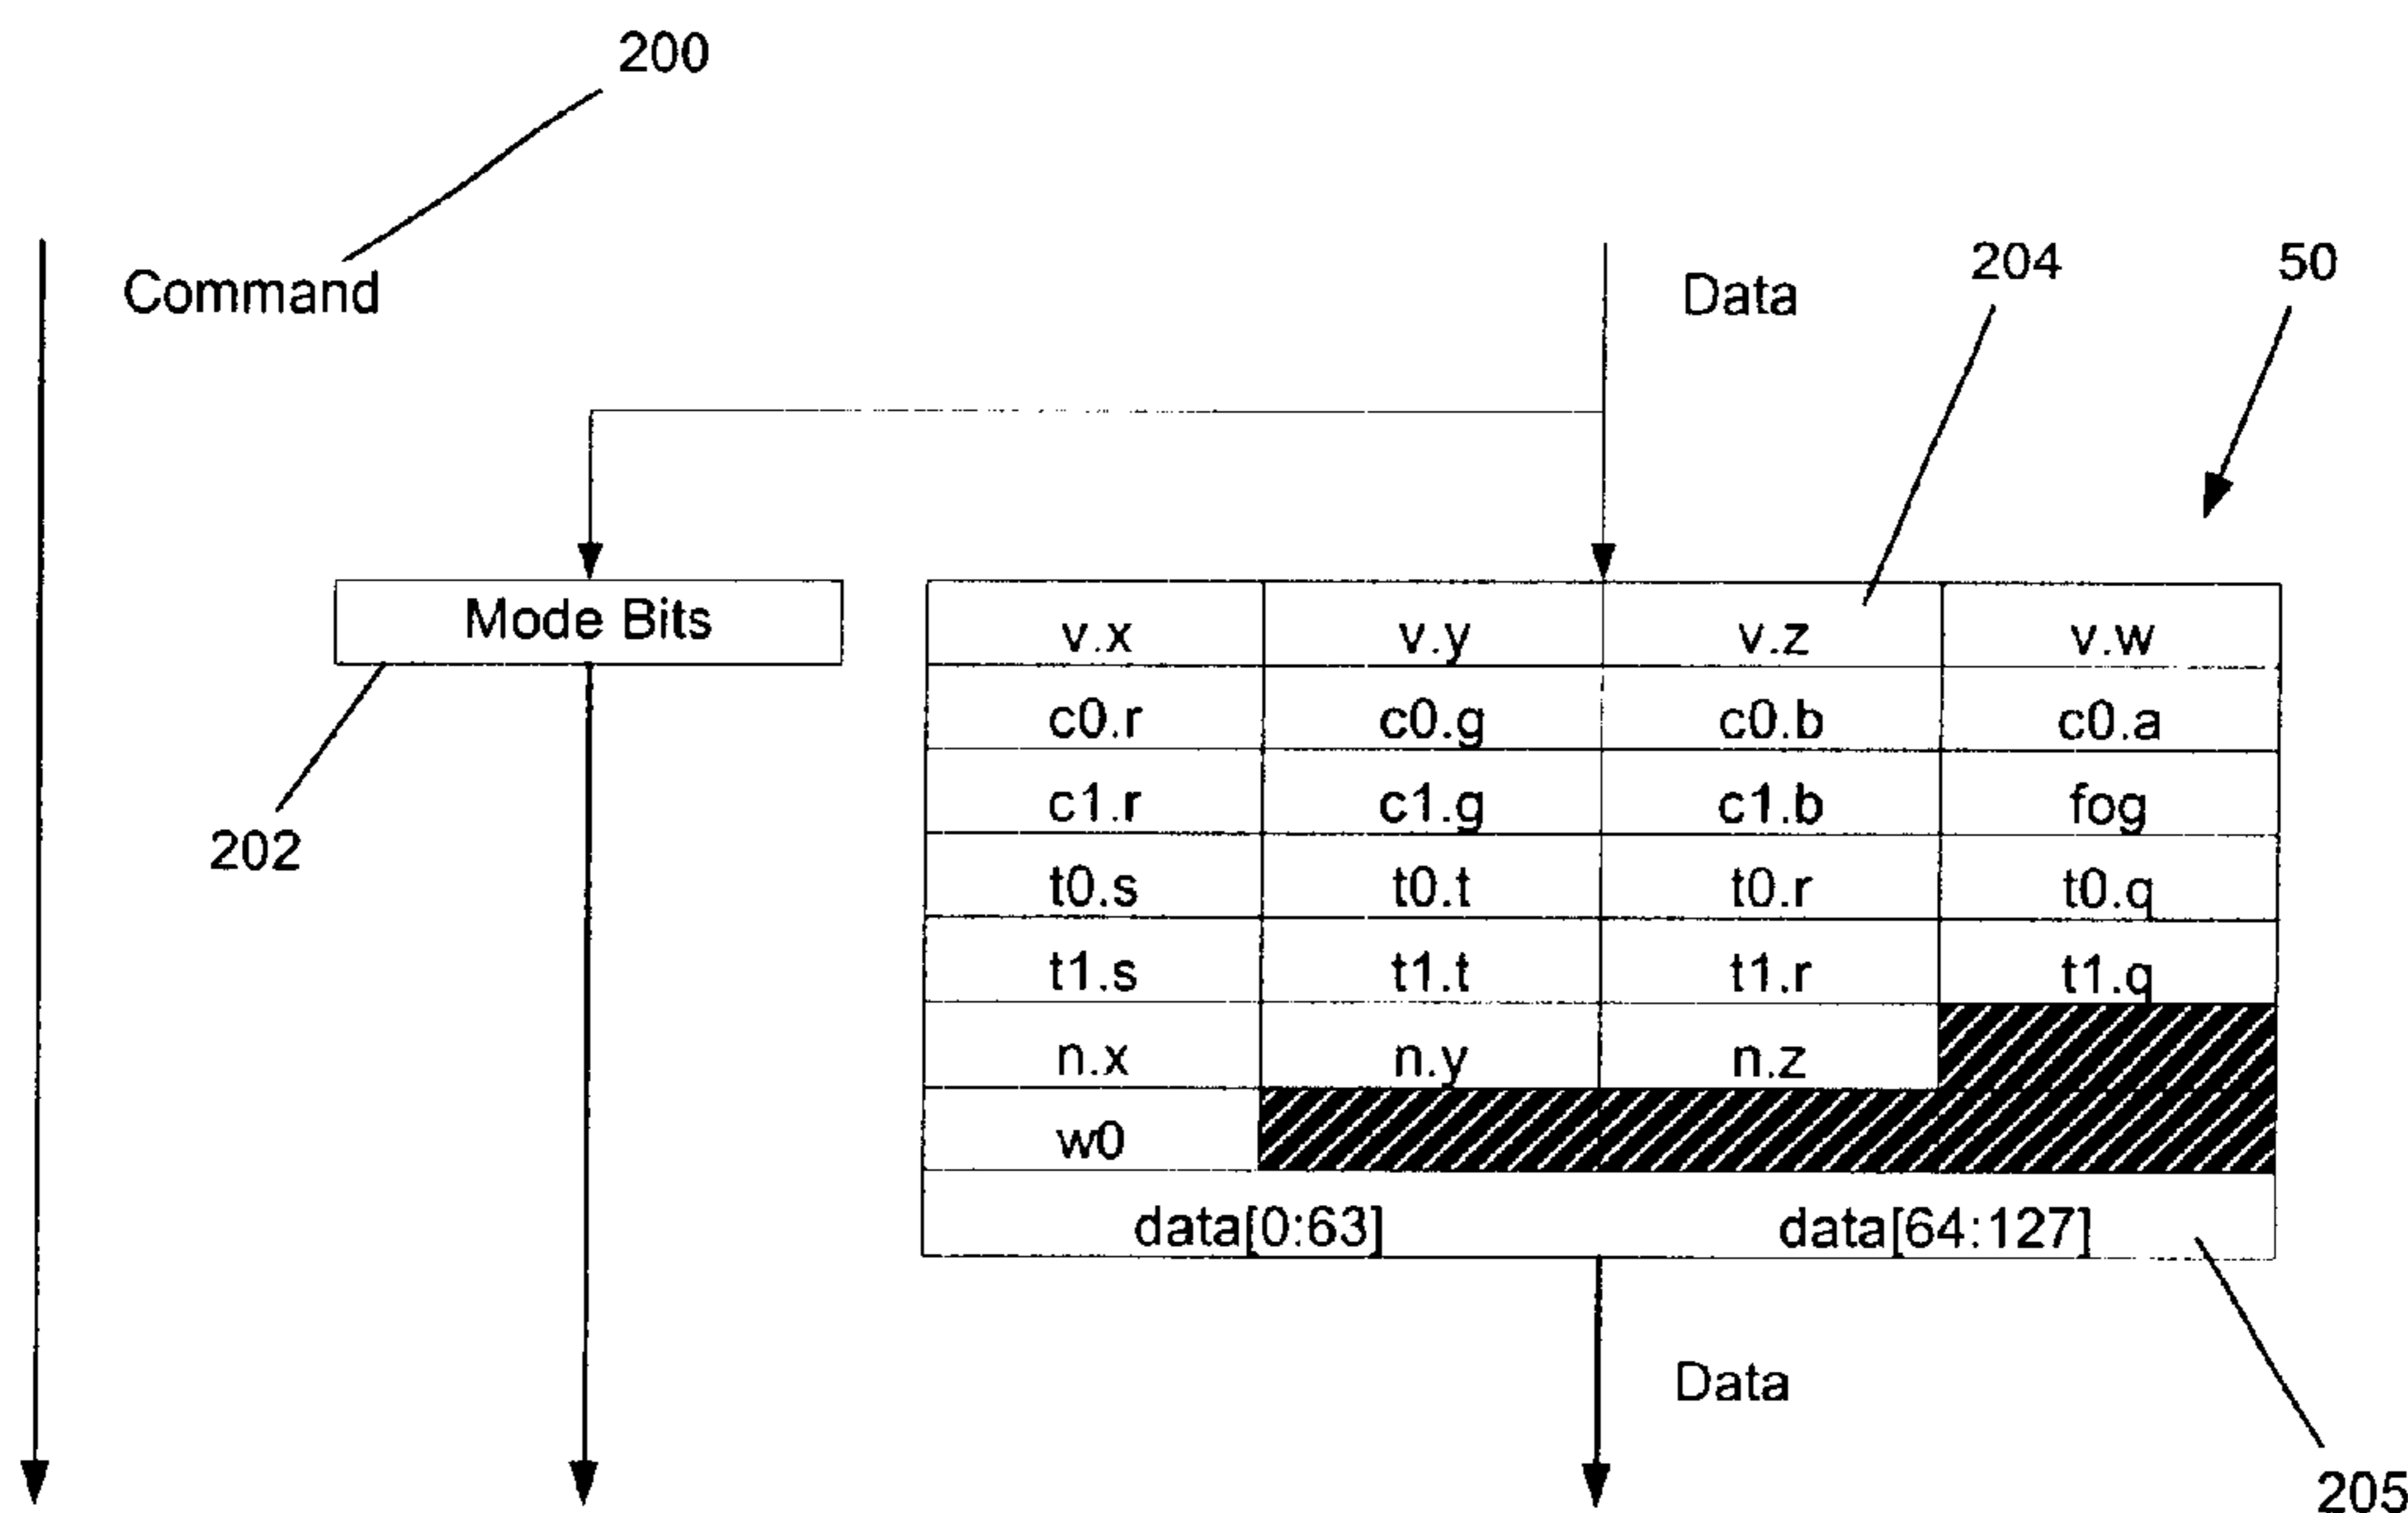 200
Command
Data
204
50
Mode Bits
v.x v.y v.z v.w
c0.r c0.g c0.b c0.a
c1.r c1.g c1.b fog
202
t0.s t0.t t0.r t0.q
t1.s t1.t t1.r t1.q
n.x n.y n.z
w0
data[0:63] data[64:127]
Data
205